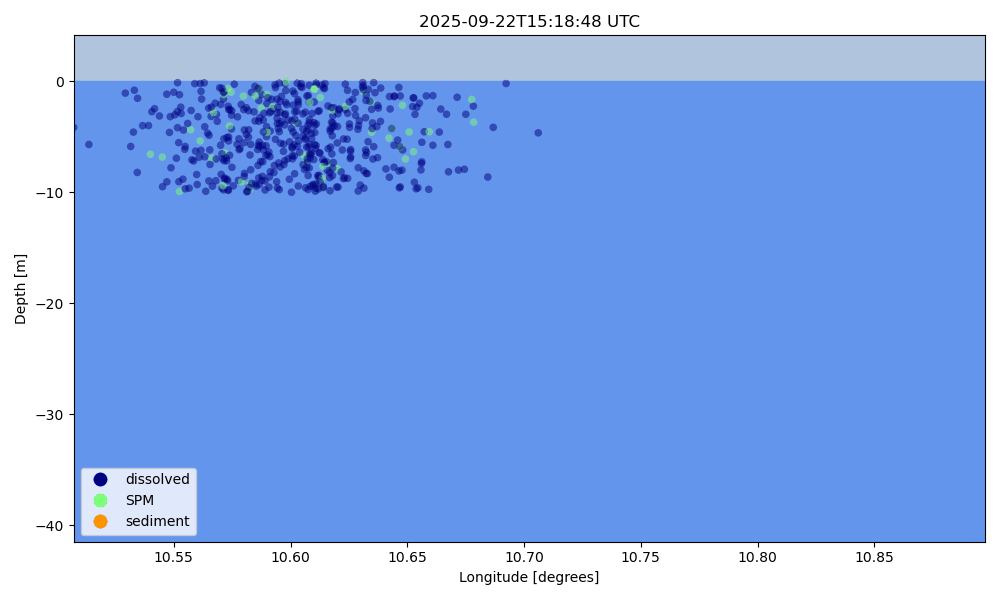 2025-09-22T15:18:48 UTC
Depth [m]
0
−10
−20
−30
−40
dissolved
SPM
sediment
10.55 10.60 10.65 10.70 10.75 10.80 10.85
Longitude [degrees]